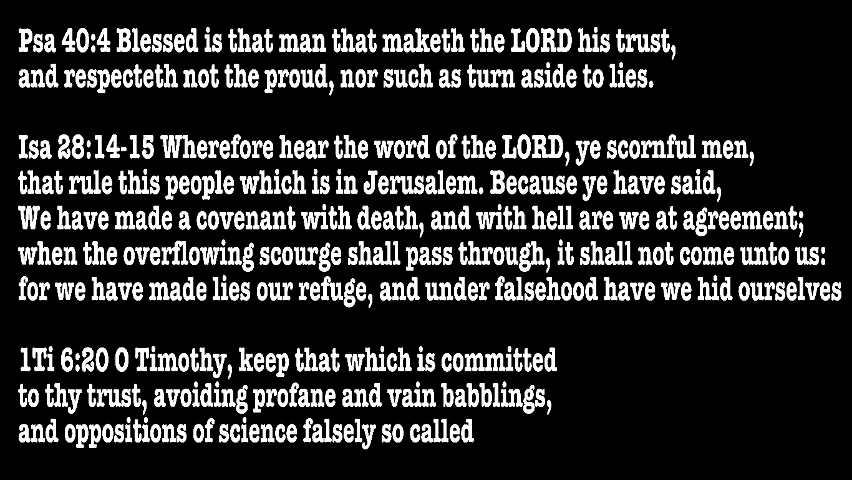 Psa 40:4 Blessed is that man that maketh the LORD his trust,
and respecteth not the proud, nor such as turn aside to lies.
Isa 28:14-15 Wherefore hear the word of the LORD, ye scornful men,
that rule this people which is in Jerusalem. Because ye have said,
We have made a covenant with death, and with hell are we at agreement;
when the overflowing scourge shall pass through, it shall not come unto us:
for we have made lies our refuge, and under falsehood have we hid ourselves
1Ti 6:20 O Timothy, keep that which is committed
to thy trust, avoiding profane and vain babblings,
and oppositions of science falsely so called